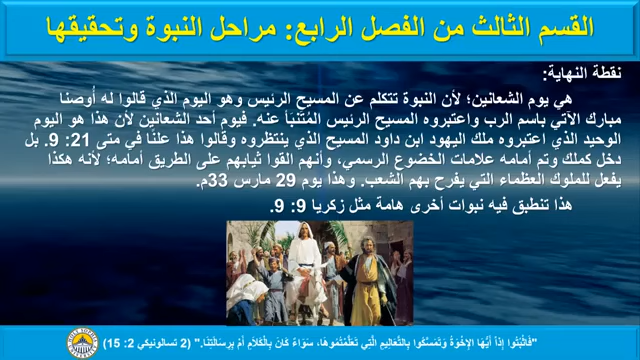 القسم الثالث من الفصل الرابع: مراحل النبوة وتحقيقها
نقطة النهاية:
هي يوم الشعانين؛ لأن النبوة تتكلم عن المسيح الرئيس وهو اليوم الذي قالوا له أوصنا
مبارك الآتي باسم الرب واعتبروه المسيح الرئيس المُتنبأ عنه. فيوم أحد الشعانين لأن هذا هو اليوم
الوحيد الذي اعتبروه ملك اليهود ابن داود المسيح الذي ينتظروه وقالوا هذا علنًا في متى 21: 9. بل
دخل كملك وتم أمامه علامات الخضوع الرسمي، وأنهم القوا ثيابهم على الطريق أمامه؛ لأنه هكذا
يفعل للملوك العظماء التي يفرح بهم الشعب. وهذا يوم 29 مارس 33م.
هذا تنطبق فيه نبوات أخرى هامة مثل زكريا 9: 9.
"فَاثْبُتُوا إِذًا أَيُّهَا الإِخْوَةُ وَتَمَسَّكُوا بِالتَّعَالِيمِ الَّتِي تَعَلَّمْتُمُوهَا، سَوَاءٌ كَانَ بِالْكَلاَمِ أَمْ بِرِسَالَتِنَا." (2 تسالونيكي 2: 15)